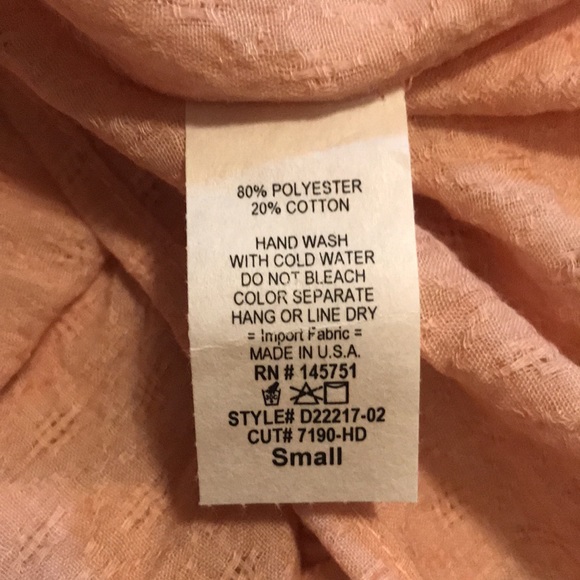 80% POLYESTER
20% COTTON
HAND WASH
WITH COLD WATER
DO NOT BLEACH
COLOR SEPARATE
HANG OR LINE DRY
= Import Fabric =
MADE IN U.S.A.
RN # 145751
STYLE# D22217-02
CUT# 7190-HD
Small